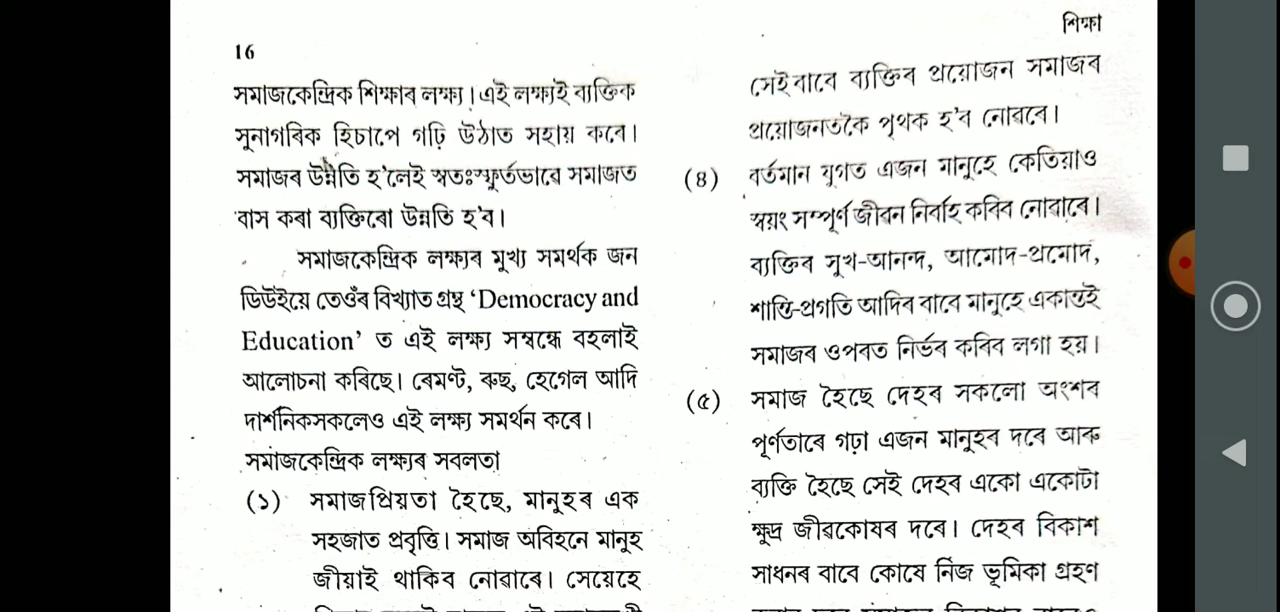 শিক্ষা
16
সমাজকেন্দ্ৰিক শিক্ষাৰ লক্ষ্য। এই লক্ষ্যই ব্যক্তিক
সুনাগৰিক হিচাপে গঢ়ি উঠাত সহায় কৰে।
সমাজৰ উন্নতি হ'লেই স্বতঃস্ফুৰ্তভাৱে সমাজত
বাস কৰা ব্যক্তিৰো উন্নতি হ'ব।
সমাজকেন্দ্ৰিক লক্ষ্যৰ মুখ্য সমৰ্থক জন
ডিউইয়ে তেওঁৰ বিখ্যাত গ্ৰন্থ ‘Democracy and
Education’ ত এই লক্ষ্য সম্বন্ধে বহলাই
আলোচনা কৰিছে। ৰেমণ্ট, ৰুছ, হেগেল আদি
দাৰ্শনিকসকলেও এই লক্ষ্য সমৰ্থন কৰে।
সমাজকেন্দ্ৰিক লক্ষ্যৰ সবলতা
(১) সমাজপ্ৰিয়তা হৈছে, মানুহৰ এক
সহজাত প্ৰবৃত্তি। সমাজ অবিহনে মানুহ
জীয়াই থাকিব নোৱাৰে। সেয়েহে
সেইবাবে ব্যক্তিৰ প্ৰয়োজন সমাজৰ
প্ৰয়োজনতকৈ পৃথক হ'ব নোৱৰে।
(৪) বৰ্তমান যুগত এজন মানুহে কেতিয়াও
স্বয়ং সম্পূৰ্ণ জীৱন নিৰ্বাহ কৰিব নোৱাৰে।
ব্যক্তিৰ সুখ-আনন্দ, আমোদ-প্ৰমোদ,
শান্তি-প্ৰগতি আদিৰ বাবে মানুহে একান্তই
সমাজৰ ওপৰত নিৰ্ভৰ কৰিব লগা হয়।
(৫) সমাজ হৈছে দেহৰ সকলো অংশৰ
পূৰ্ণতাৰে গঢ়া এজন মানুহৰ দৰে আৰু
ব্যক্তি হৈছে সেই দেহৰ একো একোটা
ক্ষুদ্ৰ জীৱকোষৰ দৰে। দেহৰ বিকাশ
সাধনৰ বাবে কোষে নিজ ভূমিকা গ্ৰহণ